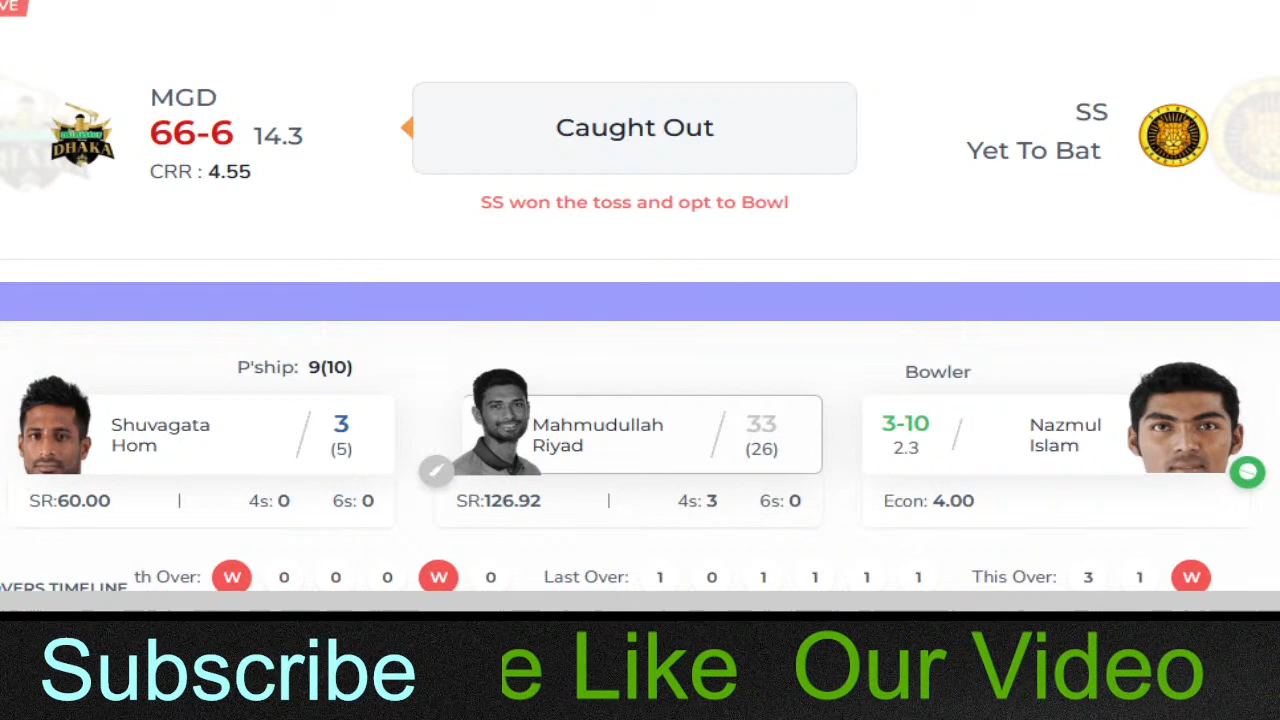 VE
MGD
66-6 14.3
CRR : 4.55
DHAKA
Caught Out
SS won the toss and opt to Bowl
SS
Yet To Bat
P'ship: 9(10)
Shuvagata Hom
3
(5)
SR:60.00 | 4s: 0 6s: 0
Mahmudullah Riyad
33
(26)
SR:126.92 | 4s: 3 6s: 0
Bowler
3-10
2.3
Nazmul Islam
Econ: 4.00
OVERS TIMELINE
th Over: W 0 0 0 W 0 Last Over: 1 0 1 1 1 1 This Over: 3 1 W
Subscribe e Like Our Video